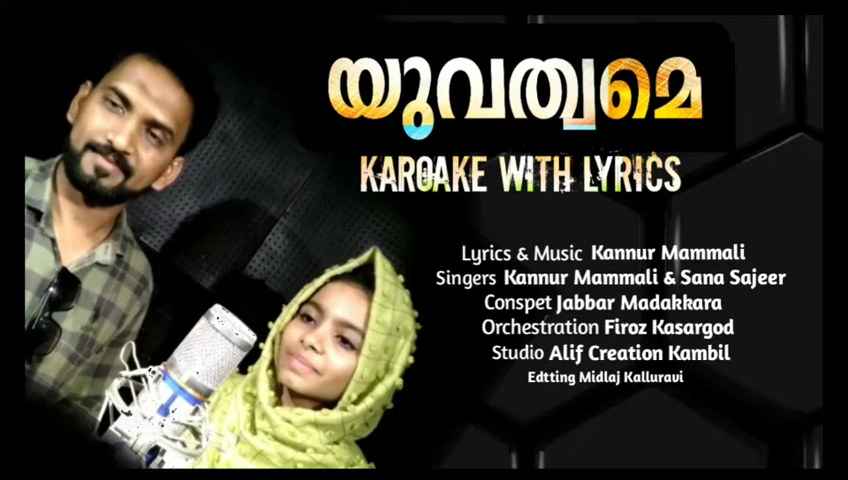 യുവത്വമെ
KAROAKE WITH LYRICS
Lyrics & Music Kannur Mammali
Singers Kannur Mammali & Sana Sajeer
Conspet Jabbar Madakkara
Orchestration Firoz Kasargod
Studio Alif Creation Kambil
Edtting Midlaj Kalluravi